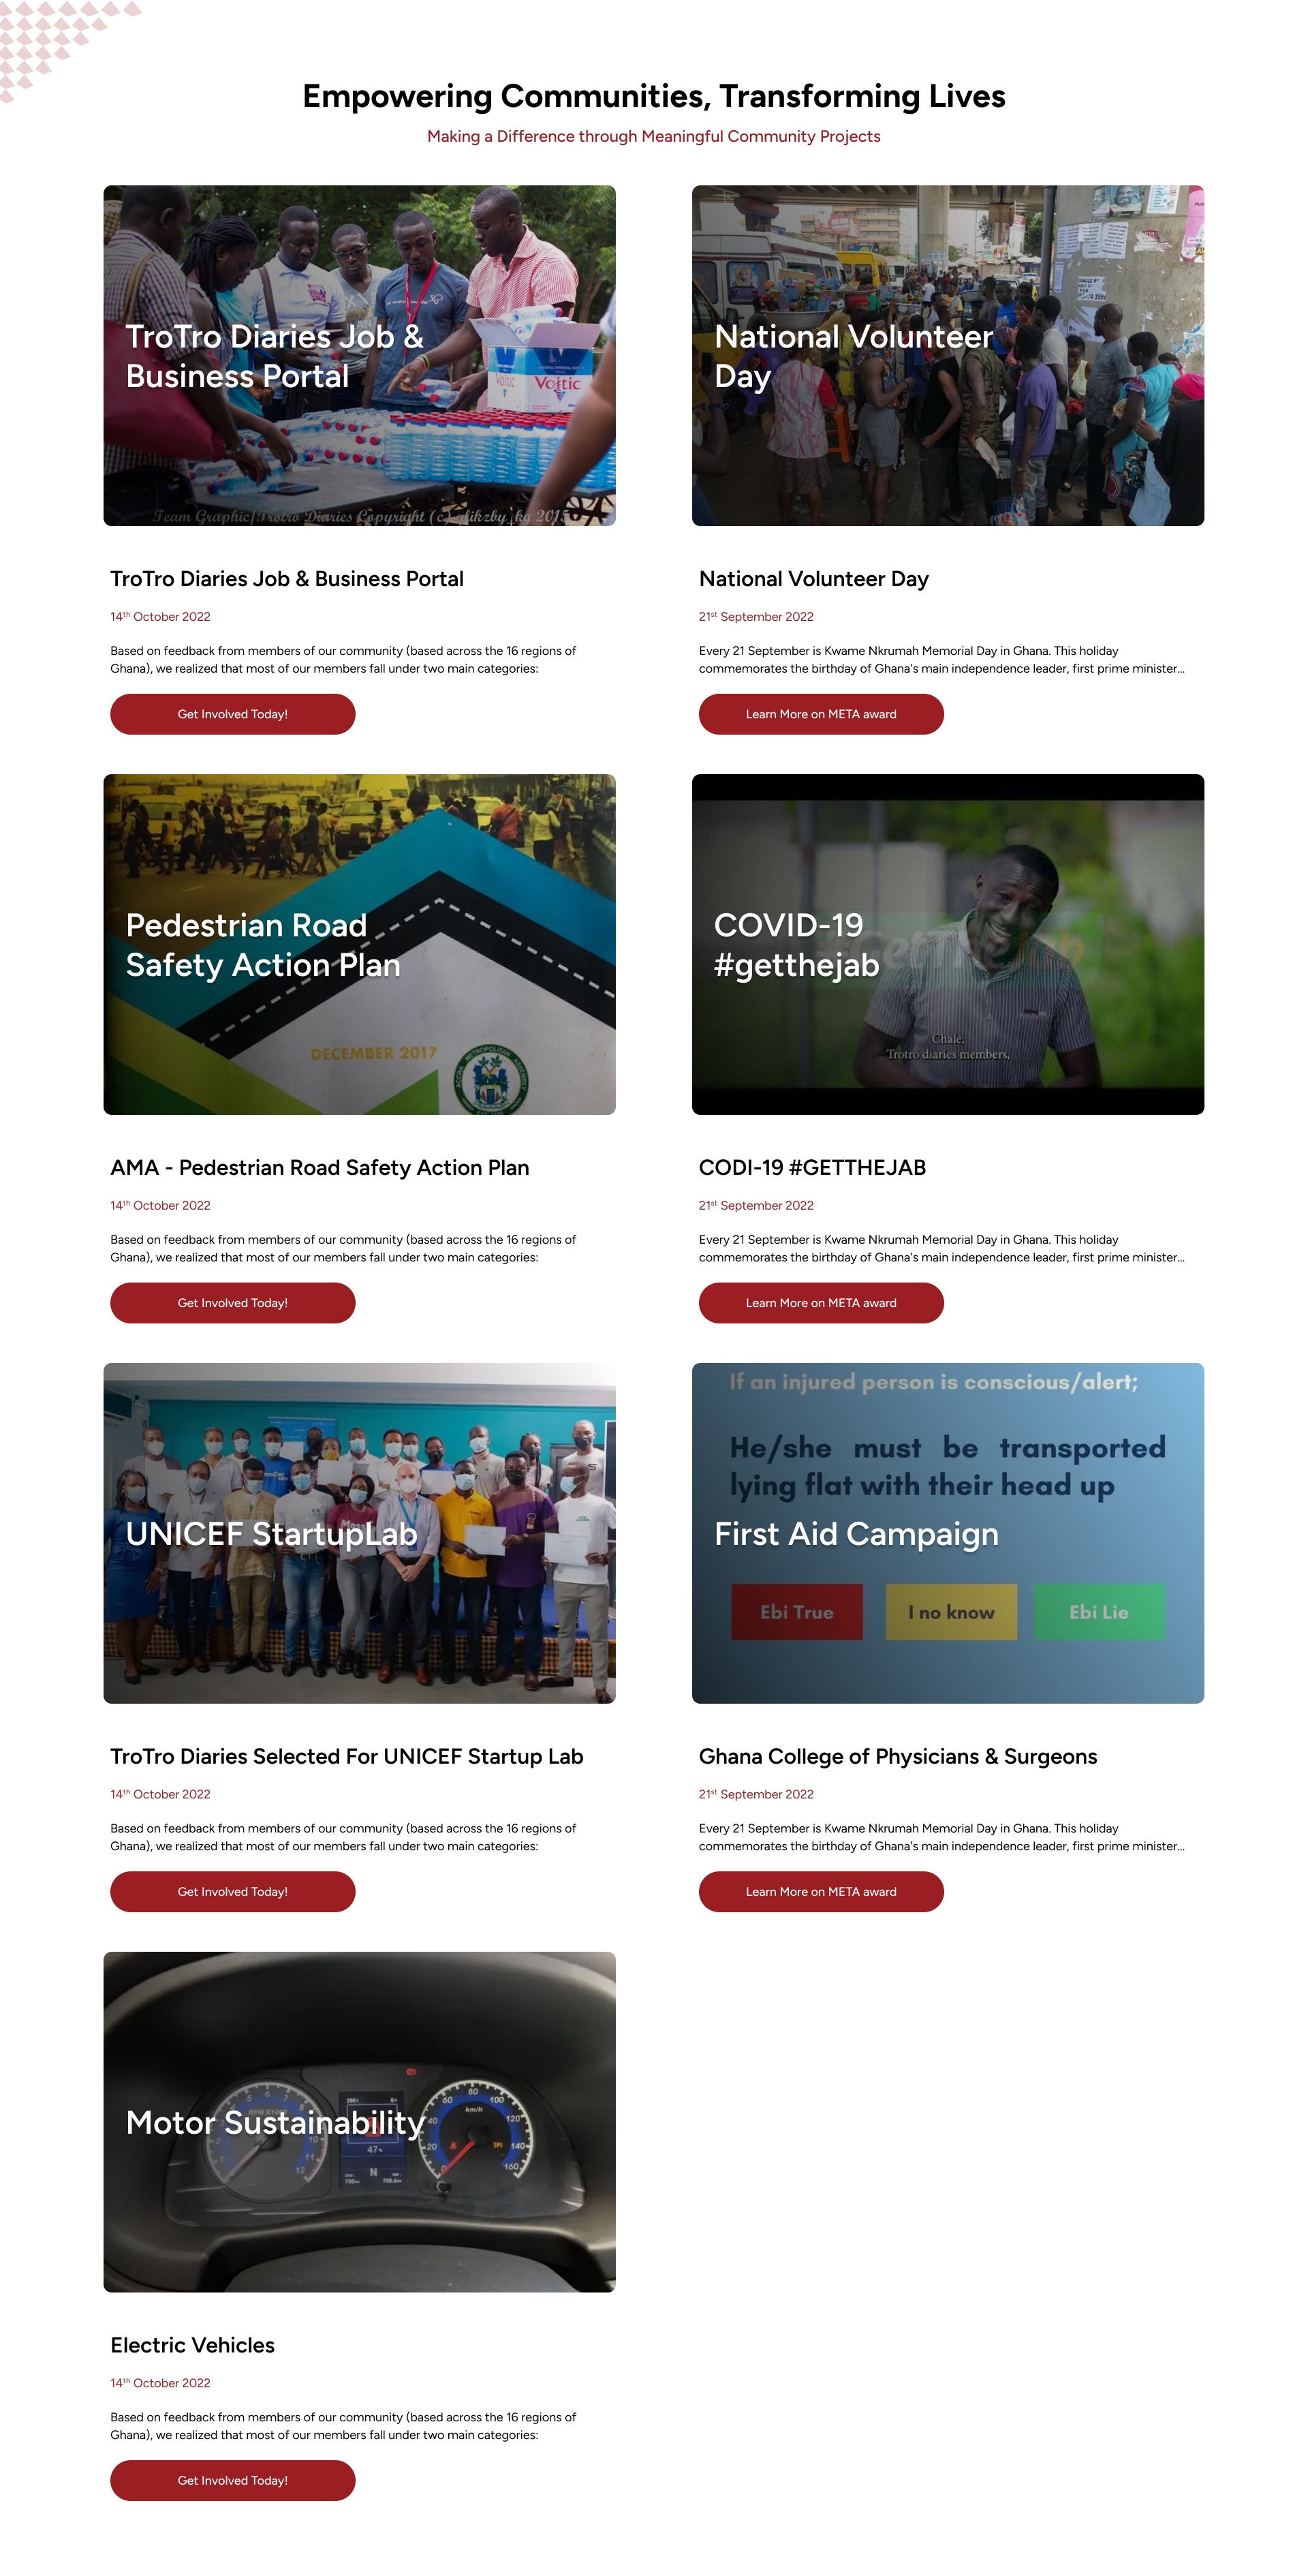 Empowering Communities, Transforming Lives
Making a Difference through Meaningful Community Projects
TroTro Diaries Job &
Business Portal
Voltic
Voltic
Team Graphic/Trotro Diaries Copyright (c)
National Volunteer
Day
TroTro Diaries Job & Business Portal
14th October 2022
Based on feedback from members of our community (based across the 16 regions of
Ghana), we realized that most of our members fall under two main categories:
Get Involved Today!
National Volunteer Day
21st September 2022
Every 21 September is Kwame Nkrumah Memorial Day in Ghana. This holiday
commemorates the birthday of Ghana's main independence leader, first prime minister...
Learn More on META award
Pedestrian Road
Safety Action Plan
DECEMBER 2017
ACCRA METROPOLITAN ASSEMBLY
COVID-19
#getthejab
Chale,
Trotro diaries members,
AMA - Pedestrian Road Safety Action Plan
14th October 2022
Based on feedback from members of our community (based across the 16 regions of
Ghana), we realized that most of our members fall under two main categories:
Get Involved Today!
CODI-19 #GETTHEJAB
21st September 2022
Every 21 September is Kwame Nkrumah Memorial Day in Ghana. This holiday
commemorates the birthday of Ghana's main independence leader, first prime minister...
Learn More on META award
UNICEF StartupLab
If an injured person is conscious/alert;
He/she must be transported
lying flat with their head up
First Aid Campaign
Ebi True
I no know
Ebi Lie
TroTro Diaries Selected For UNICEF Startup Lab
14th October 2022
Based on feedback from members of our community (based across the 16 regions of
Ghana), we realized that most of our members fall under two main categories:
Get Involved Today!
Ghana College of Physicians & Surgeons
21st September 2022
Every 21 September is Kwame Nkrumah Memorial Day in Ghana. This holiday
commemorates the birthday of Ghana's main independence leader, first prime minister...
Learn More on META award
Motor Sustainability
47
N
0
20
40
60
80
100
120
140
160
km/h
Electric Vehicles
14th October 2022
Based on feedback from members of our community (based across the 16 regions of
Ghana), we realized that most of our members fall under two main categories:
Get Involved Today!